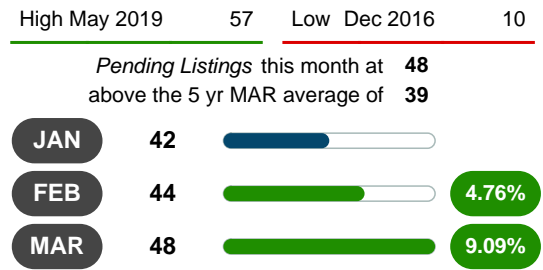 High May 2019 57 Low Dec 2016 10
Pending Listings this month at 48
above the 5 yr MAR average of 39
JAN 42
FEB 44 4.76%
MAR 48 9.09%